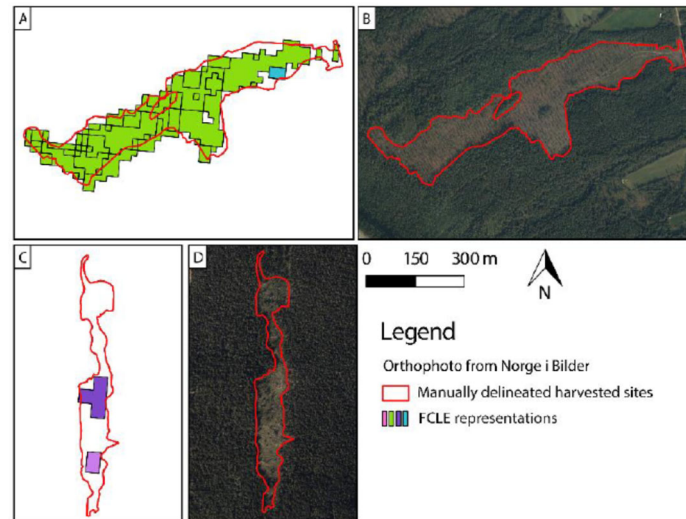 A
B
C
D
0 150 300 m
N
Legend
Orthophoto from Norge i Bilder
Manually delineated harvested sites
FCLE representations